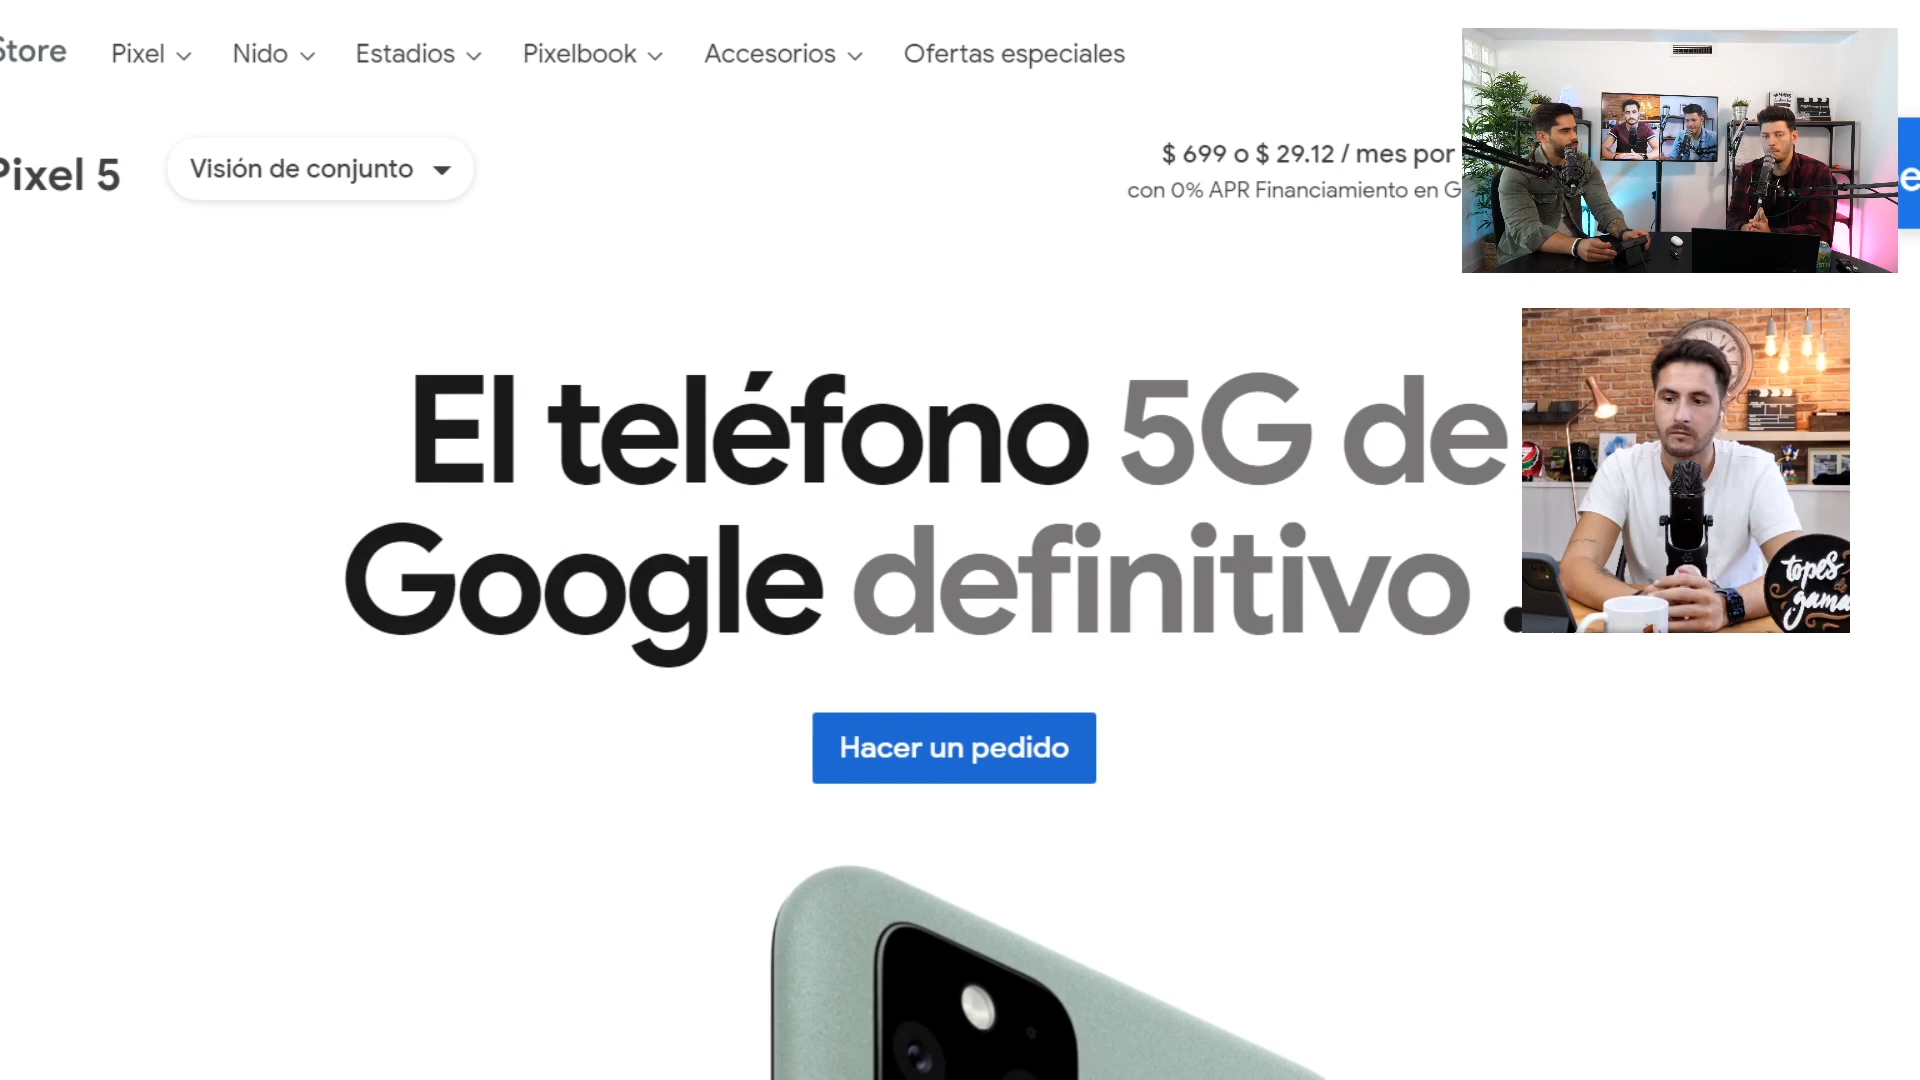 Store Pixel Nido Estadios Pixelbook Accesorios Ofertas especiales
Pixel 5 Visión de conjunto
$ 699 o $ 29.12 / mes por
con 0% APR Financiamiento en G
El teléfono 5G de
Google definitivo .
Hacer un pedido
topes
de
gama